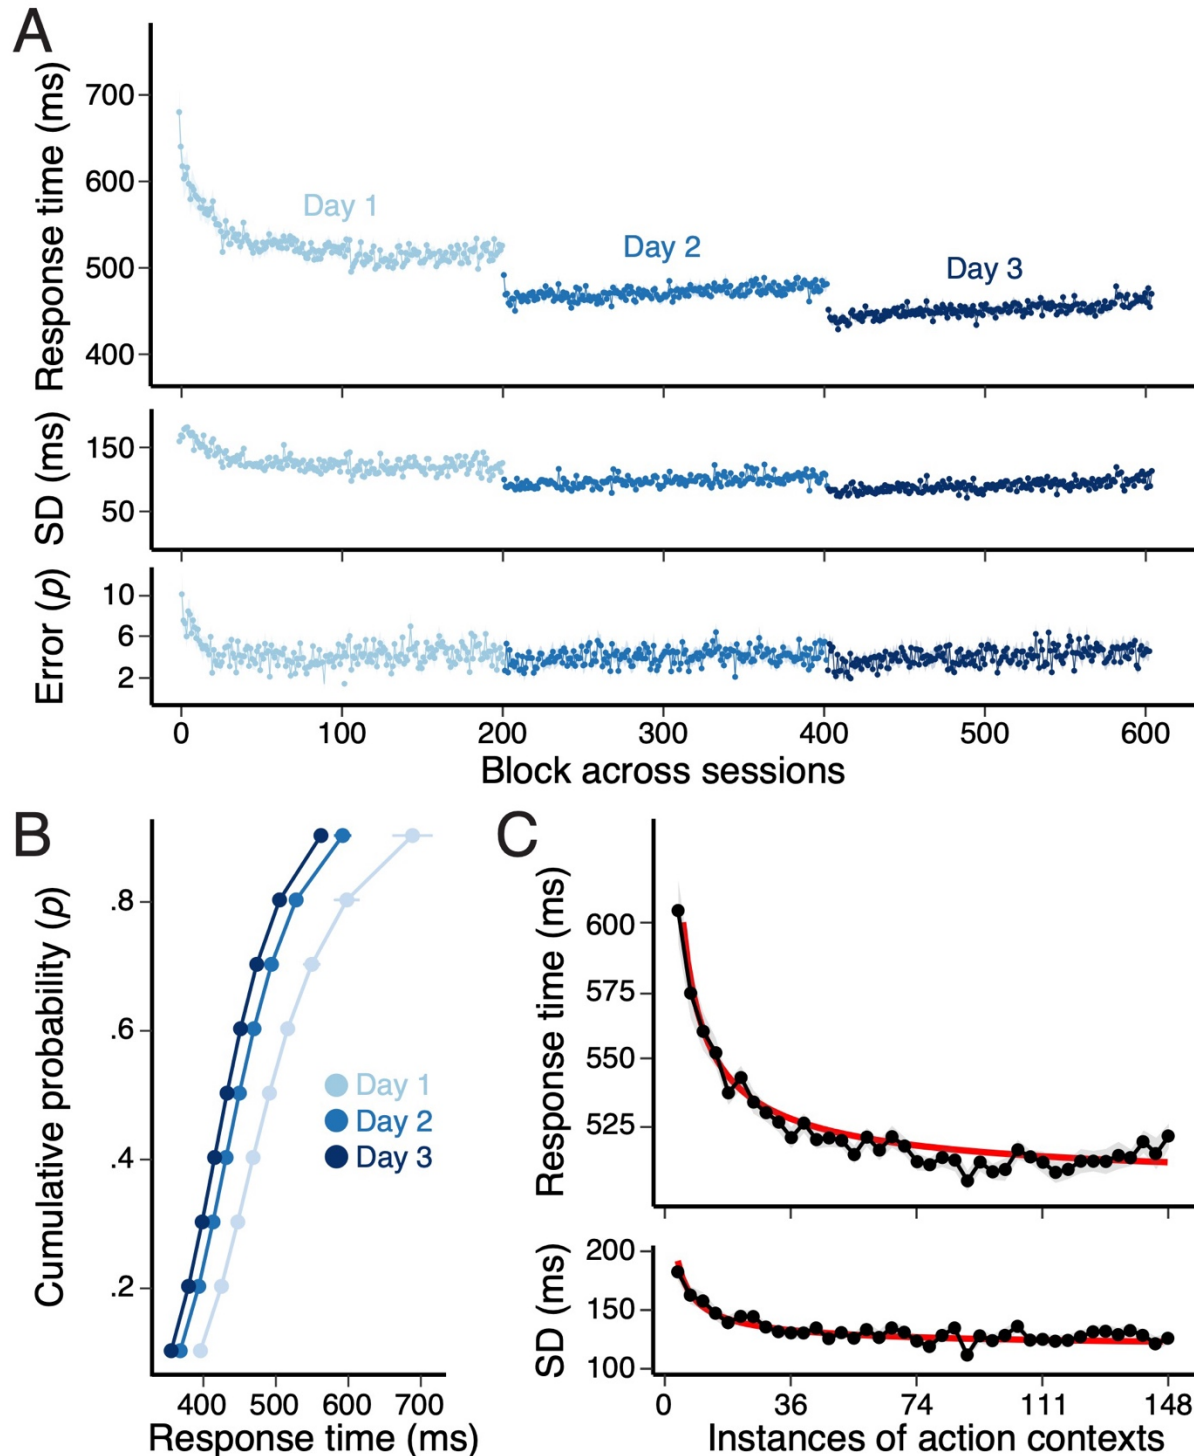 A
Response time (ms)
700
600
500
400
Day 1
Day 2
Day 3
SD (ms)
150
50
Error (p)
10
6
2
0 100 200 300 400 500 600
Block across sessions
B
Cumulative probability (p)
.8
.6
.4
.2
Day 1
Day 2
Day 3
400 500 600 700
Response time (ms)
C
Response time (ms)
600
575
550
525
SD (ms)
200
150
100
0 36 74 111 148
Instances of action contexts